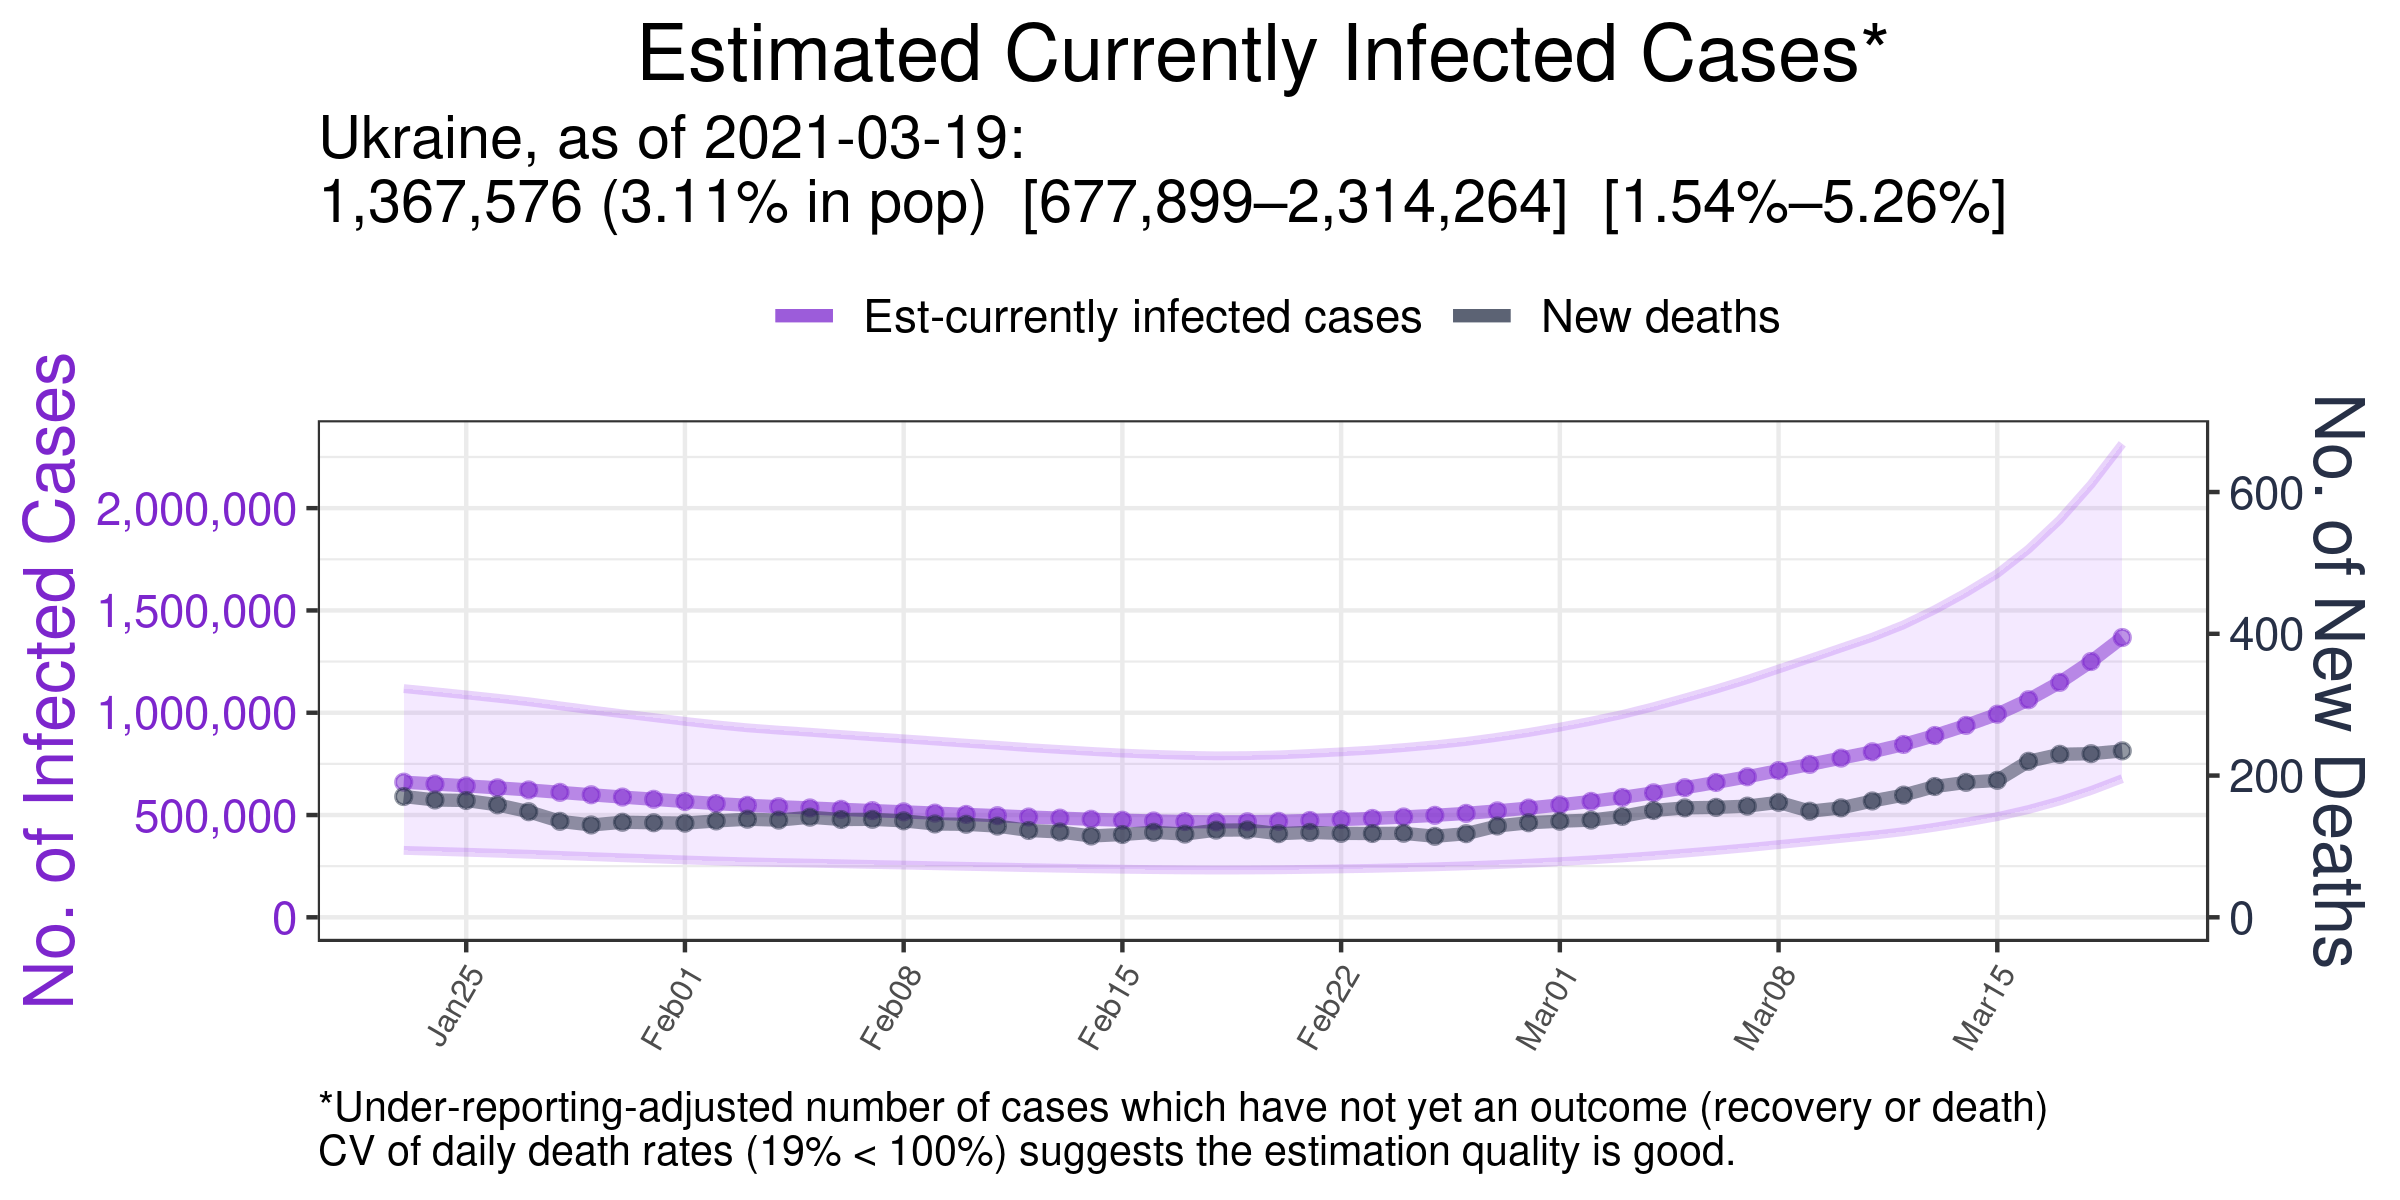 Estimated Currently Infected Cases*
Ukraine, as of 2021-03-19:
1,367,576 (3.11% in pop) [677,899–2,314,264] [1.54%–5.26%]
Est-currently infected cases
New deaths
No. of Infected Cases
2,000,000
1,500,000
1,000,000
500,000
0
600
400
200
0
No. of New Deaths
Jan25
Feb01
Feb08
Feb15
Feb22
Mar01
Mar08
Mar15
*Under-reporting-adjusted number of cases which have not yet an outcome (recovery or death)
CV of daily death rates (19% < 100%) suggests the estimation quality is good.